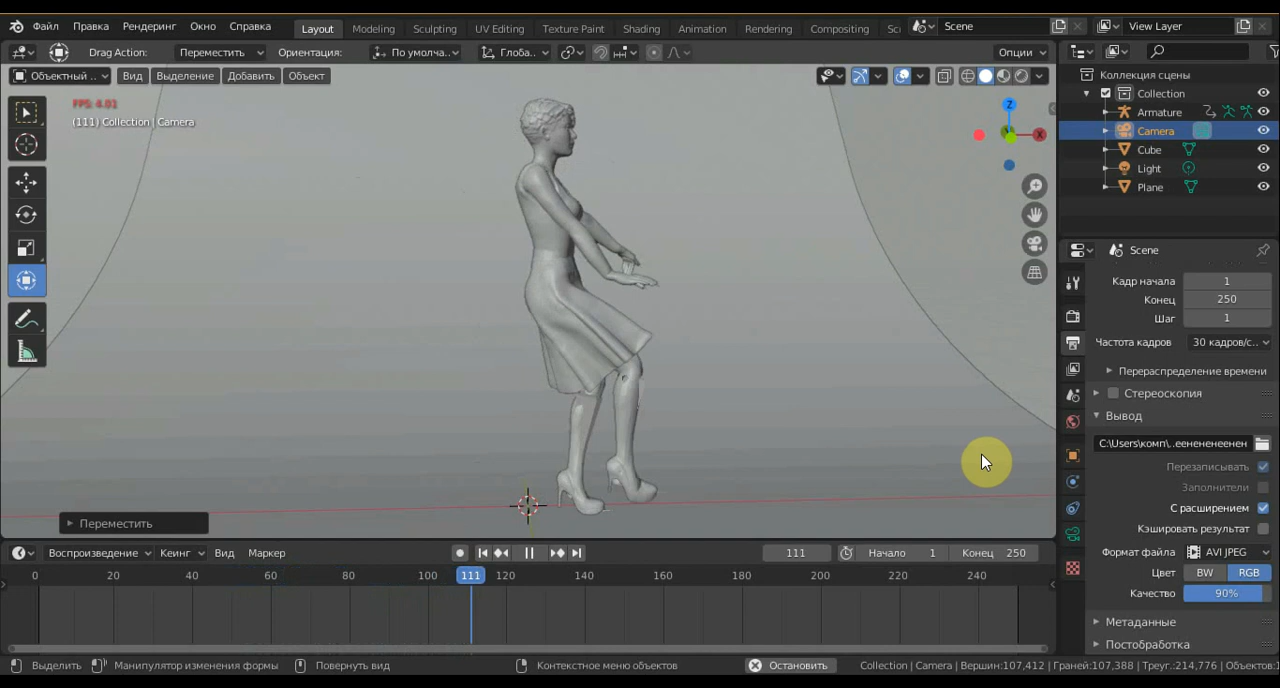 Файл Правка Рендеринг Окно Справка Layout Modeling Sculpting UV Editing Texture Paint Shading Animation Rendering Compositing Sc Scene View Layer
Drag Action: Переместить Ориентация: По умолча... Глоба.. Опции
Объектный .. Вид Выделение Добавить Объект
FPS: 4.01
(111) Collection | Camera
Z
X
Коллекция сцены
Collection
Armature
Camera
Cube
Light
Plane
Scene
Кадр начала 1
Конец 250
Шаг 1
Частота кадров 30 кадров/с..
Перераспределение времени
Стереоскопия
Вывод
C:\Users\комп\..еенененеенен
Перезаписывать
Заполнители
С расширением
Кэшировать результат
Формат файла AVI JPEG
Цвет BW RGB
Качество 90%
Метаданные
Постобработка
Переместить
Воспроизведение Кеинг Вид Маркер 111 Начало 1 Конец 250
0 20 40 60 80 100 111 120 140 160 180 200 220 240
Выделить Манипулятор изменения формы Повернуть вид Контекстное меню объектов Остановить Collection | Camera | Вершин:107,412 | Граней:107,388 | Треуг.:214,776 | Объектов:1